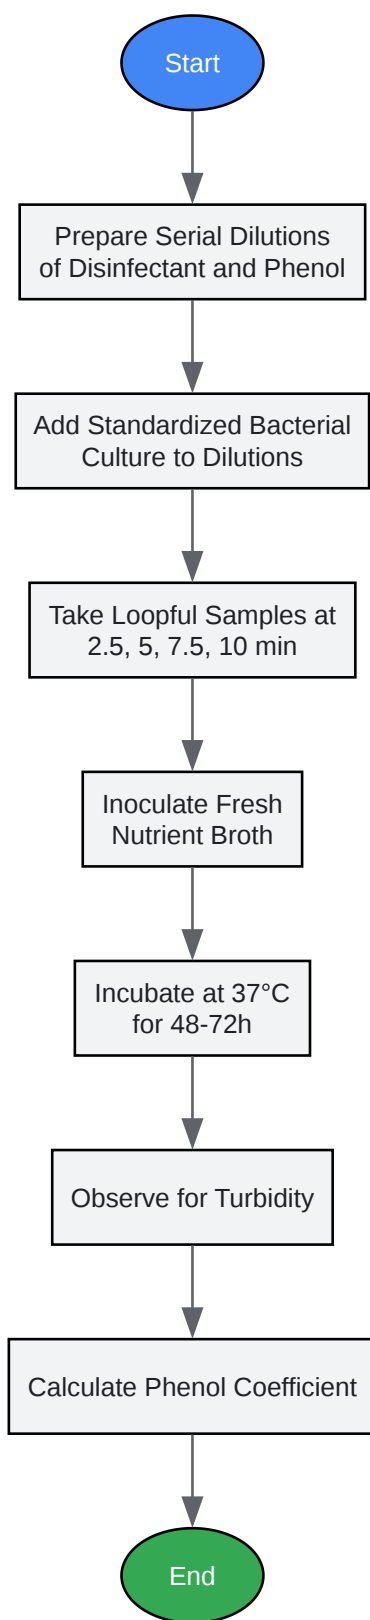 Start
Prepare Serial Dilutions
of Disinfectant and Phenol
Add Standardized Bacterial
Culture to Dilutions
Take Loopful Samples at
2.5, 5, 7.5, 10 min
Inoculate Fresh
Nutrient Broth
Incubate at 37°C
for 48-72h
Observe for Turbidity
Calculate Phenol Coefficient
End